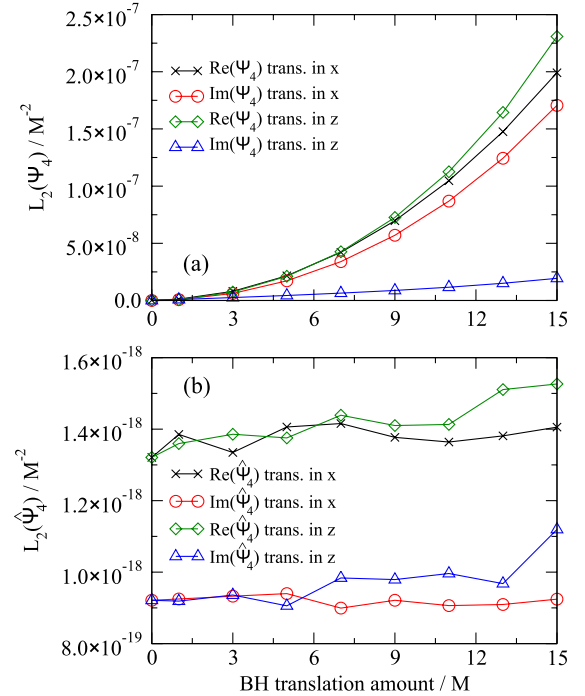 2.5×10⁻⁷
2.0×10⁻⁷
1.5×10⁻⁷
1.0×10⁻⁷
5.0×10⁻⁸
0.0
L₂(Ψ₄) / M⁻²
Re(Ψ₄) trans. in x
Im(Ψ₄) trans. in x
Re(Ψ₄) trans. in z
Im(Ψ₄) trans. in z
(a)
0 3 6 9 12 15
1.6×10⁻¹⁸
1.4×10⁻¹⁸
1.2×10⁻¹⁸
1.0×10⁻¹⁸
8.0×10⁻¹⁹
L₂(Ψ̂₄) / M⁻²
(b)
Re(Ψ̂₄) trans. in x
Im(Ψ̂₄) trans. in x
Re(Ψ̂₄) trans. in z
Im(Ψ̂₄) trans. in z
0 3 6 9 12 15
BH translation amount / M